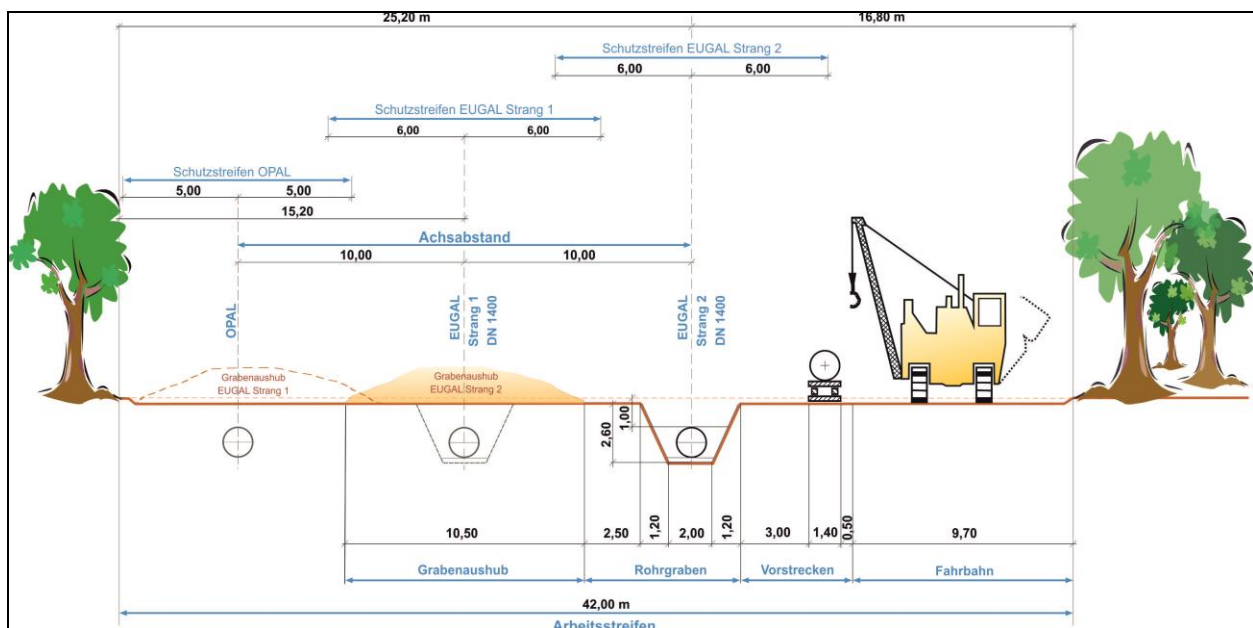 25,20 m
16,80 m
Schutzstreifen EUGAL Strang 2
6,00
6,00
Schutzstreifen EUGAL Strang 1
6,00
6,00
Schutzstreifen OPAL
5,00
5,00
15,20
Achsabstand
10,00
10,00
OPAL
EUGAL
Strang 1
DN 1400
EUGAL
Strang 2
DN 1400
Grabenaushub
EUGAL Strang 1
Grabenaushub
EUGAL Strang 2
1,00
2,60
10,50
2,50
1,20
2,00
1,20
3,00
1,40
0,50
9,70
Grabenaushub
Rohrgraben
Vorstrecken
Fahrbahn
42,00 m
Arbeitsstreifen